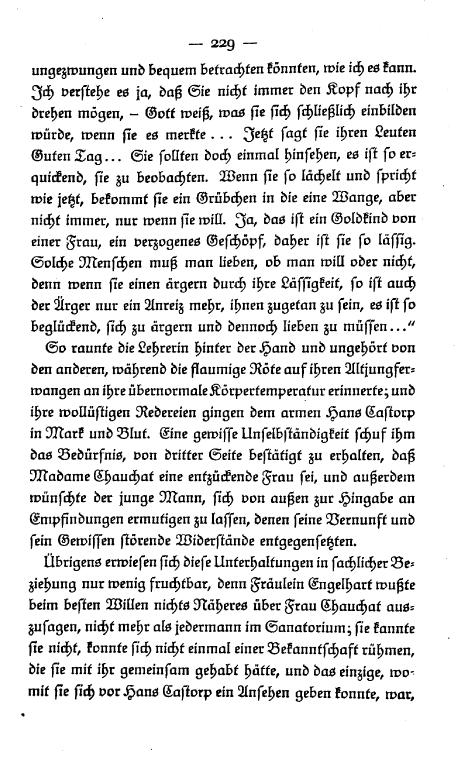 — 229 —
ungezwungen und bequem betrachten könnten, wie ich es kann.
Ich verstehe es ja, daß Sie nicht immer den Kopf nach ihr
drehen mögen, – Gott weiß, was sie sich schließlich einbilden
würde, wenn sie es merkte ... Jetzt sagt sie ihren Leuten
Guten Tag ... Sie sollten doch einmal hinsehen, es ist so er-
quickend, sie zu beobachten. Wenn sie so lächelt und spricht
wie jetzt, bekommt sie ein Grübchen in die eine Wange, aber
nicht immer, nur wenn sie will. Ja, das ist ein Goldkind von
einer Frau, ein verzogenes Geschöpf, daher ist sie so lässig.
Solche Menschen muß man lieben, ob man will oder nicht,
denn wenn sie einen ärgern durch ihre Lässigkeit, so ist auch
der Ärger nur ein Anreiz mehr, ihnen zugetan zu sein, es ist so
beglückend, sich zu ärgern und dennoch lieben zu müssen ...“
So raunte die Lehrerin hinter der Hand und ungehört von
den anderen, während die flaumige Röte auf ihren Altjungfer-
wangen an ihre übernormale Körpertemperatur erinnerte; und
ihre wollüstigen Redereien gingen dem armen Hans Castorp
in Mark und Blut. Eine gewisse Unselbständigkeit schuf ihm
das Bedürfnis, von dritter Seite bestätigt zu erhalten, daß
Madame Chauchat eine entzückende Frau sei, und außerdem
wünschte der junge Mann, sich von außen zur Hingabe an
Empfindungen ermutigen zu lassen, denen seine Vernunft und
sein Gewissen störende Widerstände entgegensetzten.
Übrigens erwiesen sich diese Unterhaltungen in sachlicher Be-
ziehung nur wenig fruchtbar, denn Fräulein Engelhart wußte
beim besten Willen nichts Näheres über Frau Chauchat aus-
zusagen, nicht mehr als jedermann im Sanatorium; sie kannte
sie nicht, konnte sich nicht einmal einer Bekanntschaft rühmen,
die sie mit ihr gemeinsam gehabt hätte, und das einzige, wo-
mit sie sich vor Hans Castorp ein Ansehen geben konnte, war,